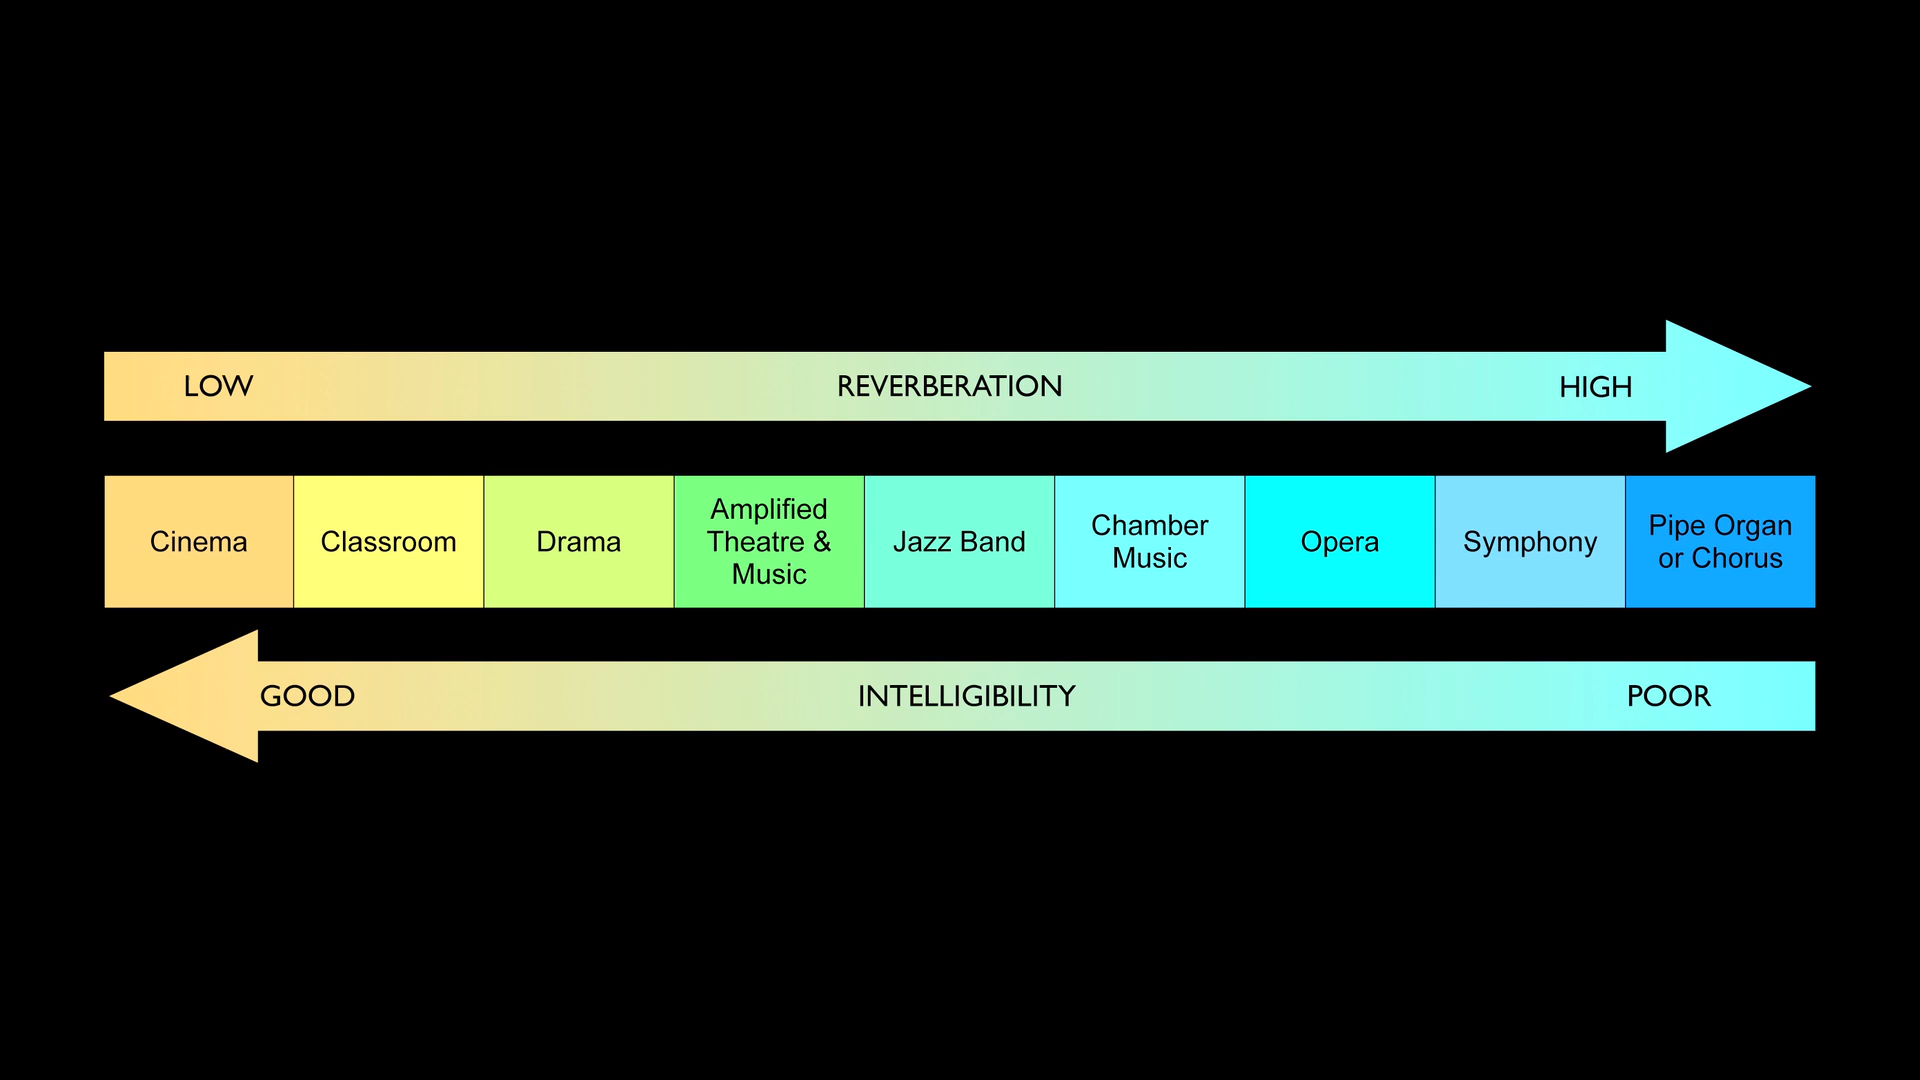 LOW REVERBERATION HIGH
Cinema
Classroom
Drama
Amplified
Theatre &
Music
Jazz Band
Chamber
Music
Opera
Symphony
Pipe Organ
or Chorus
GOOD INTELLIGIBILITY POOR